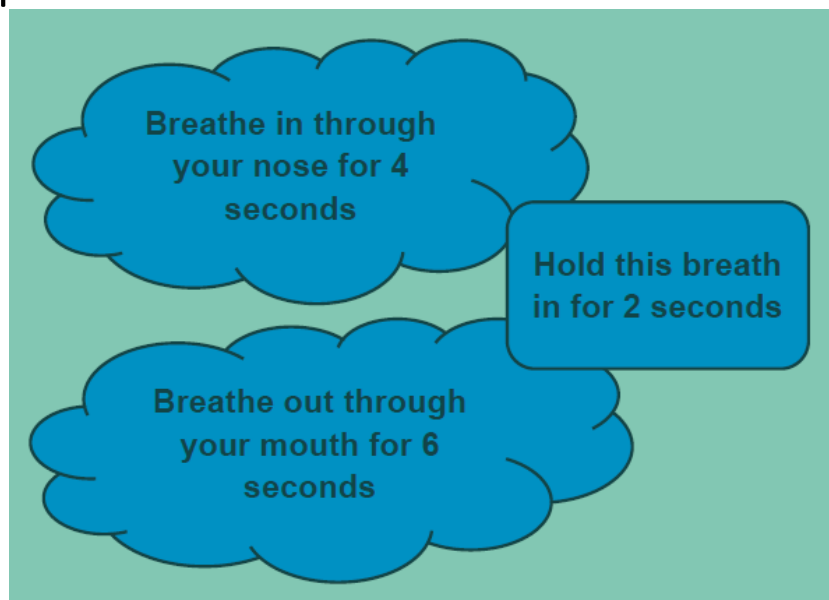 Breathe in through
your nose for 4
seconds
Hold this breath
in for 2 seconds
Breathe out through
your mouth for 6
seconds